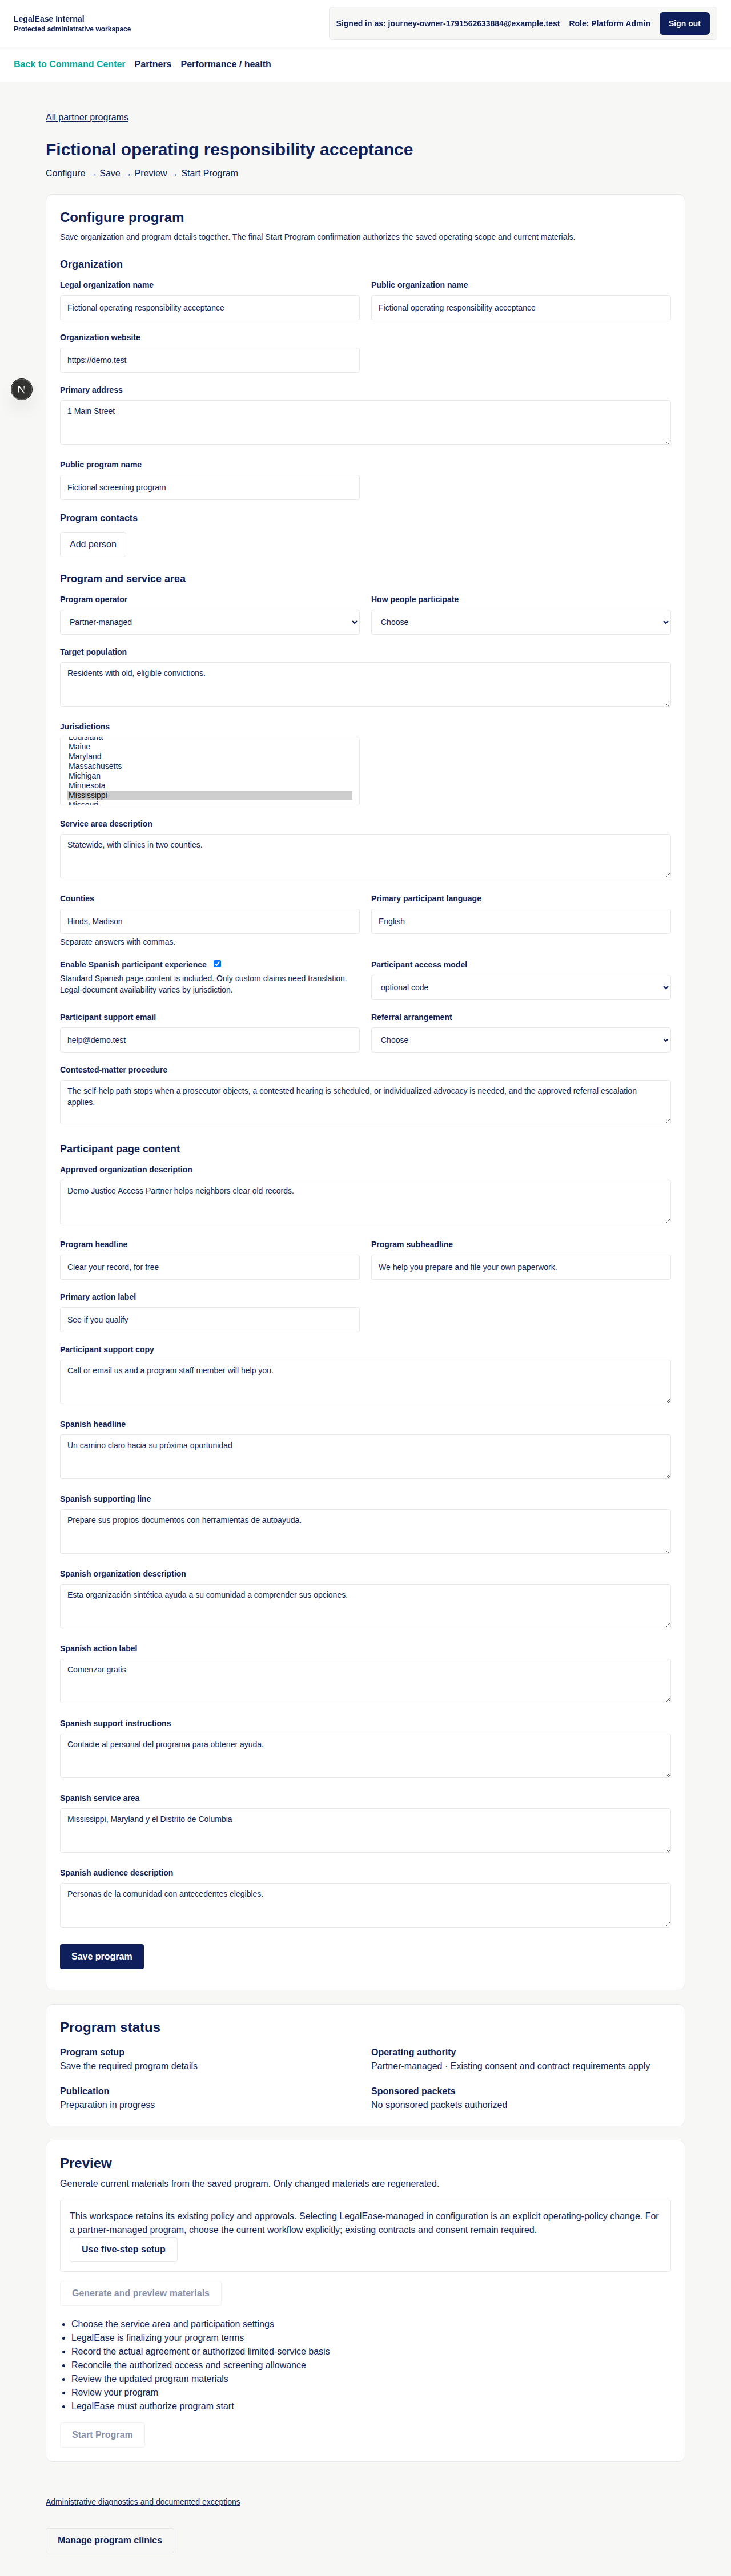 LegalEase Internal
Protected administrative workspace
Signed in as: journey-owner-1791562633884@example.test
Role: Platform Admin
Sign out
Back to Command Center
Partners
Performance / health
All partner programs
Fictional operating responsibility acceptance
Configure → Save → Preview → Start Program
Configure program
Save organization and program details together. The final Start Program confirmation authorizes the saved operating scope and current materials.
Organization
Legal organization name
Public organization name
Fictional operating responsibility acceptance
Fictional operating responsibility acceptance
Organization website
https://demo.test
N
Primary address
1 Main Street
Public program name
Fictional screening program
Program contacts
Add person
Program and service area
Program operator
How people participate
Partner-managed
Choose
Target population
Residents with old, eligible convictions.
Jurisdictions
Louisiana
Maine
Maryland
Massachusetts
Michigan
Minnesota
Mississippi
Missouri
Service area description
Statewide, with clinics in two counties.
Counties
Primary participant language
Hinds, Madison
English
Separate answers with commas.
Enable Spanish participant experience
Participant access model
Standard Spanish page content is included. Only custom claims need translation.
Legal-document availability varies by jurisdiction.
optional code
Participant support email
Referral arrangement
help@demo.test
Choose
Contested-matter procedure
The self-help path stops when a prosecutor objects, a contested hearing is scheduled, or individualized advocacy is needed, and the approved referral escalation
applies.
Participant page content
Approved organization description
Demo Justice Access Partner helps neighbors clear old records.
Program headline
Program subheadline
Clear your record, for free
We help you prepare and file your own paperwork.
Primary action label
See if you qualify
Participant support copy
Call or email us and a program staff member will help you.
Spanish headline
Un camino claro hacia su próxima oportunidad
Spanish supporting line
Prepare sus propios documentos con herramientas de autoayuda.
Spanish organization description
Esta organización sintética ayuda a su comunidad a comprender sus opciones.
Spanish action label
Comenzar gratis
Spanish support instructions
Contacte al personal del programa para obtener ayuda.
Spanish service area
Mississippi, Maryland y el Distrito de Columbia
Spanish audience description
Personas de la comunidad con antecedentes elegibles.
Save program
Program status
Program setup
Save the required program details
Operating authority
Partner-managed · Existing consent and contract requirements apply
Publication
Preparation in progress
Sponsored packets
No sponsored packets authorized
Preview
Generate current materials from the saved program. Only changed materials are regenerated.
This workspace retains its existing policy and approvals. Selecting LegalEase-managed in configuration is an explicit operating-policy change. For
a partner-managed program, choose the current workflow explicitly; existing contracts and consent remain required.
Use five-step setup
Generate and preview materials
• Choose the service area and participation settings
• LegalEase is finalizing your program terms
• Record the actual agreement or authorized limited-service basis
• Reconcile the authorized access and screening allowance
• Review the updated program materials
• Review your program
• LegalEase must authorize program start
Start Program
Administrative diagnostics and documented exceptions
Manage program clinics